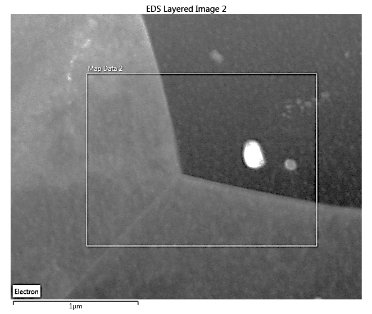 EDS Layered Image 2
Map Data 2
Electron
1µm